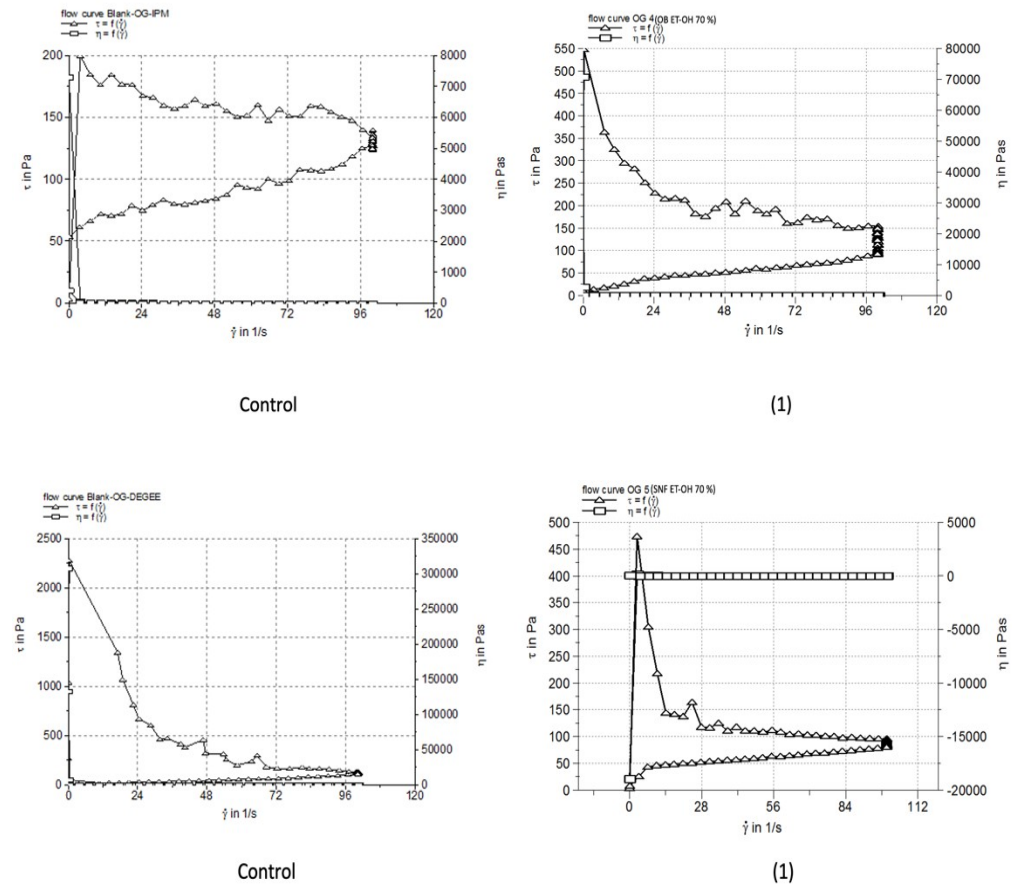 flow curve Blank-OG-IPM
τ = f (γ̇)
η = f (γ̇)
200
150
100
50
0
τ in Pa
8000
7000
6000
5000
4000
3000
2000
1000
0
η in Pas
0 24 48 72 96 120
γ̇ in 1/s
Control
flow curve OG 4 (OB ET-OH 70 %)
τ = f (γ̇)
η = f (γ̇)
550
500
450
400
350
300
250
200
150
100
50
0
τ in Pa
80000
70000
60000
50000
40000
30000
20000
10000
0
η in Pas
0 24 48 72 96 120
γ̇ in 1/s
(1)
flow curve Blank-OG-DEGEE
τ = f (γ̇)
η = f (γ̇)
2500
2000
1500
1000
500
0
τ in Pa
350000
300000
250000
200000
150000
100000
50000
0
η in Pas
0 24 48 72 96 120
γ̇ in 1/s
Control
flow curve OG 5 (SNF ET-OH 70 %)
τ = f (γ̇)
η = f (γ̇)
500
450
400
350
300
250
200
150
100
50
0
τ in Pa
5000
0
-5000
-10000
-15000
-20000
η in Pas
0 28 56 84 112
γ̇ in 1/s
(1)